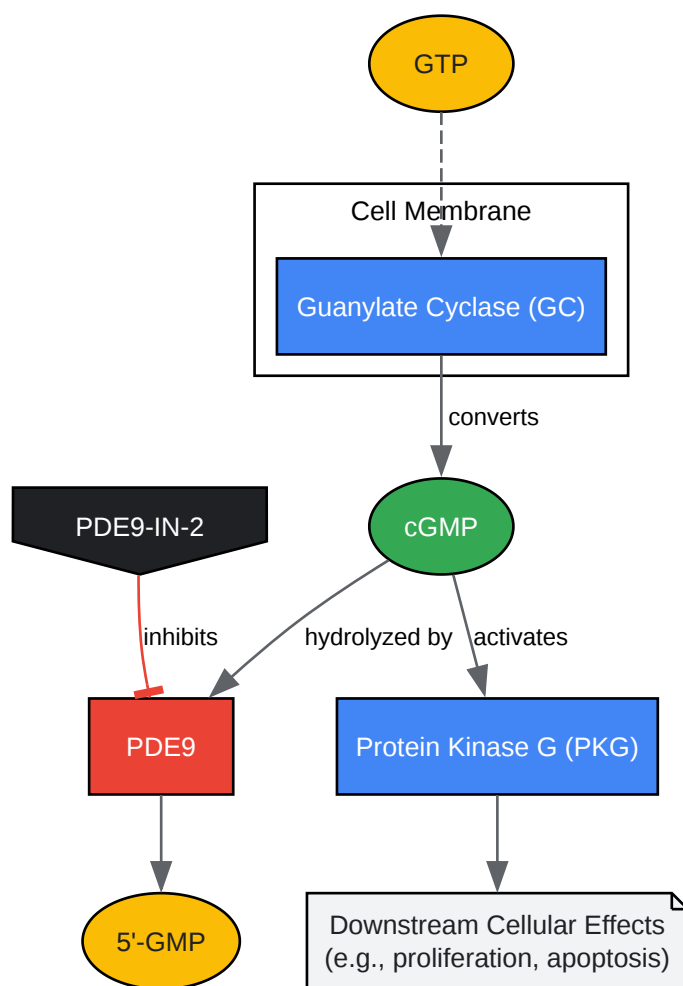 GTP
Cell Membrane
Guanylate Cyclase (GC)
converts
PDE9-IN-2
cGMP
inhibits
hydrolyzed by
activates
PDE9
Protein Kinase G (PKG)
5'-GMP
Downstream Cellular Effects
(e.g., proliferation, apoptosis)